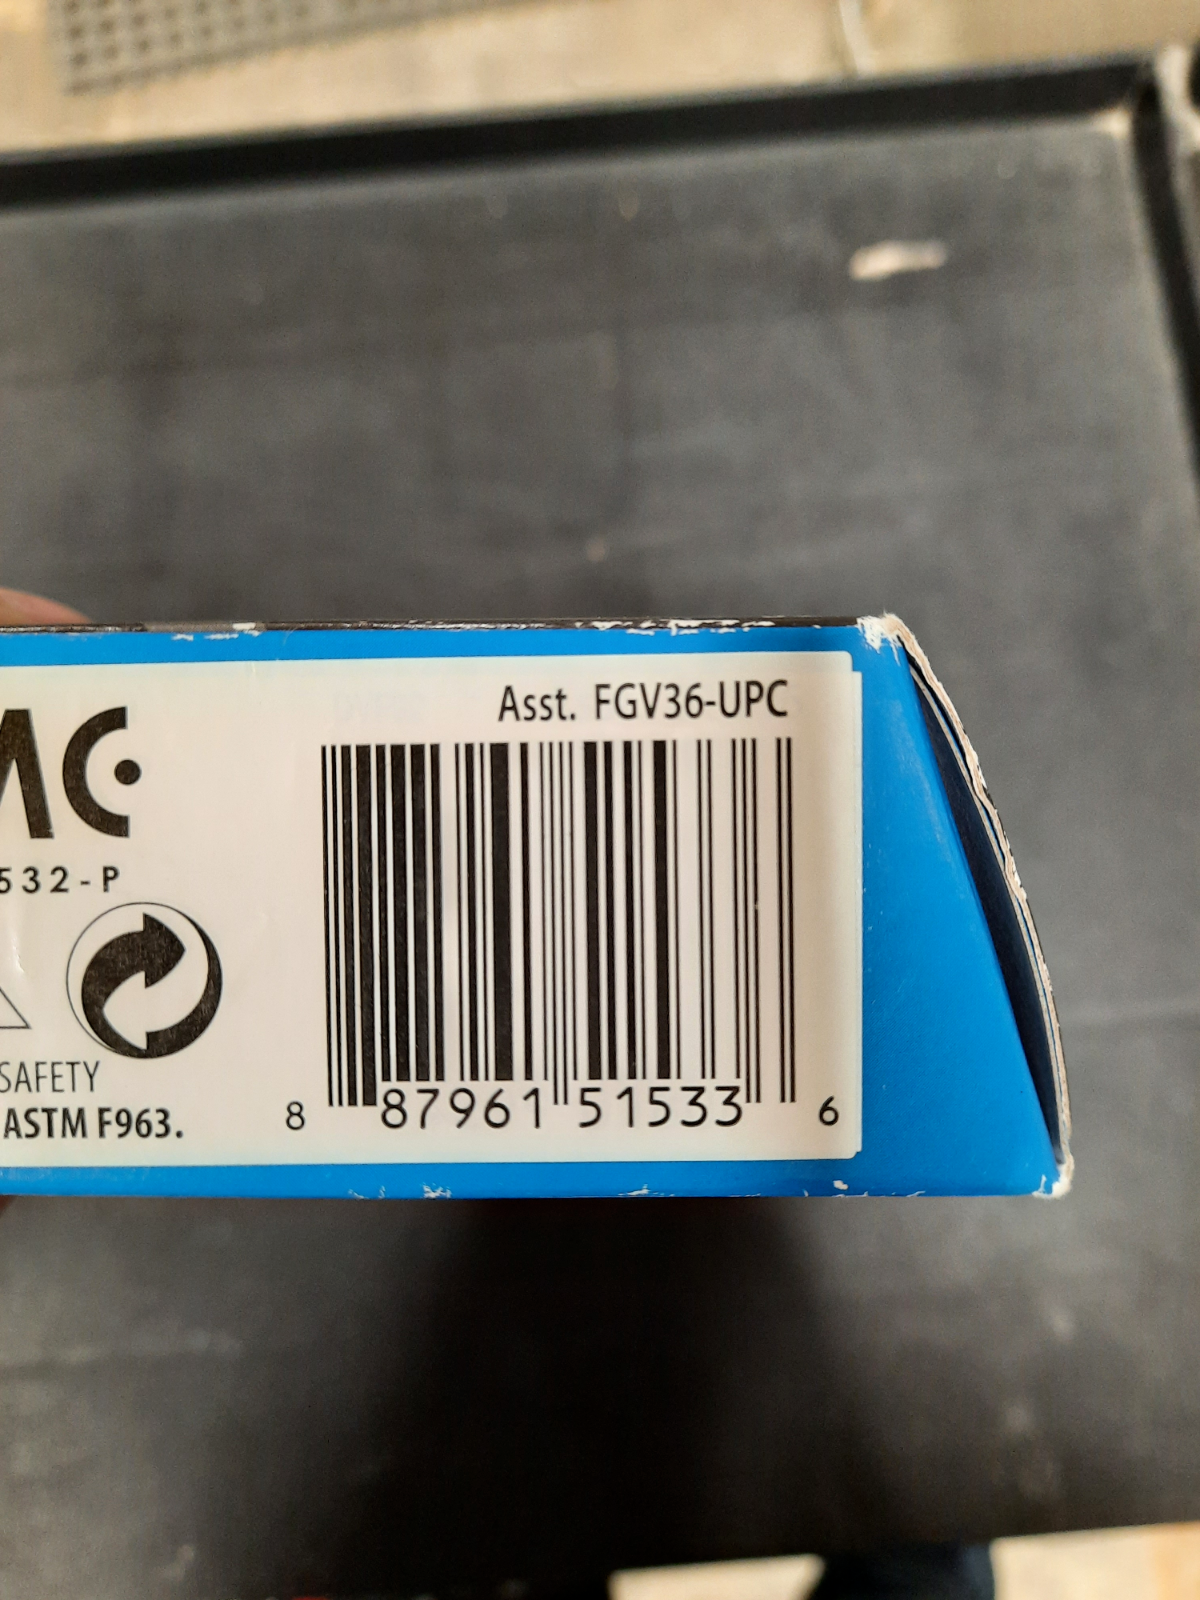 Asst. FGV36-UPC
MC
532-P
SAFETY
ASTM F963.
8 87961 51533 6